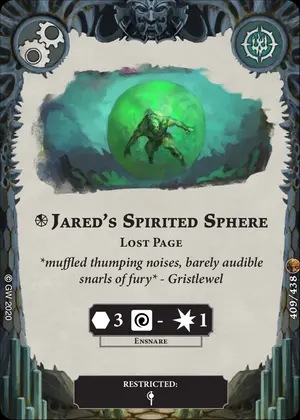 JARED'S SPIRITED SPHERE
LOST PAGE
*muffled thumping noises, barely audible
snarls of fury* - Gristlewel
3 - 1
ENSNARE
RESTRICTED:
© GW 2020
409/438